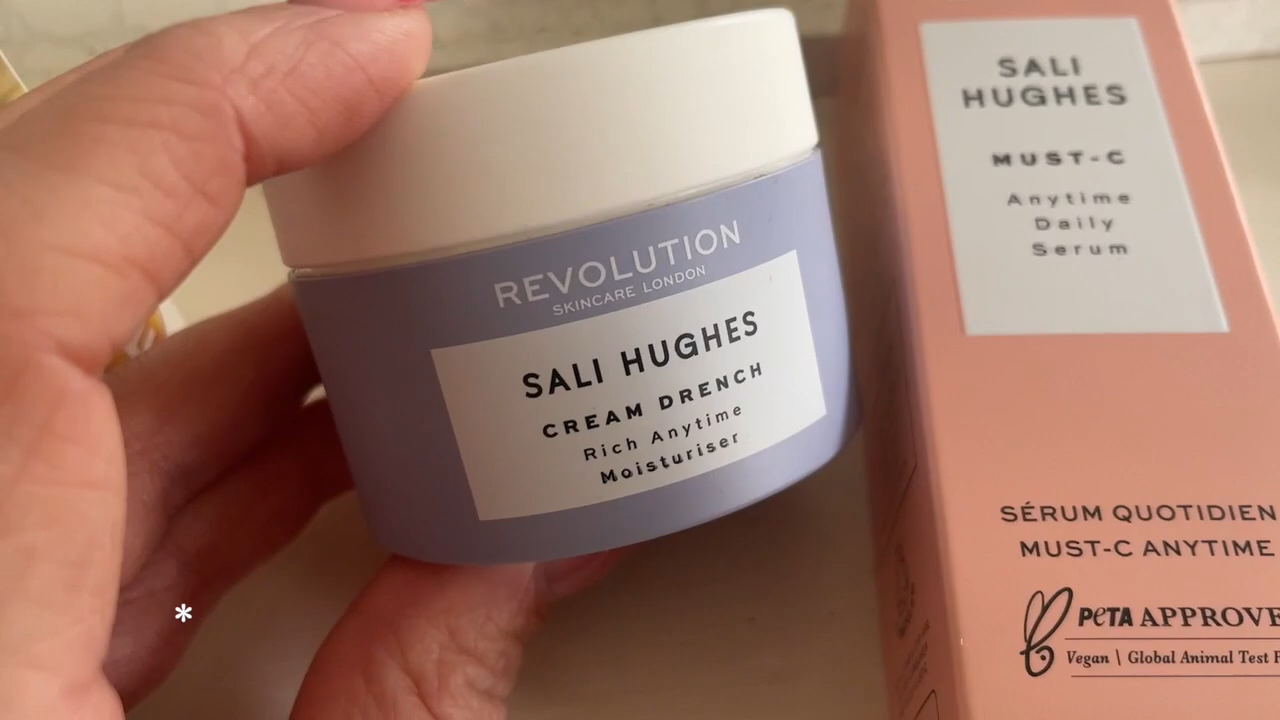 REVOLUTION
SKINCARE LONDON
SALI HUGHES
CREAM DRENCH
Rich Anytime
Moisturiser
SALI
HUGHES
MUST-C
Anytime
Daily
Serum
SÉRUM QUOTIDIEN
MUST-C ANYTIME
PETA APPROVE
Vegan | Global Animal Test F
*